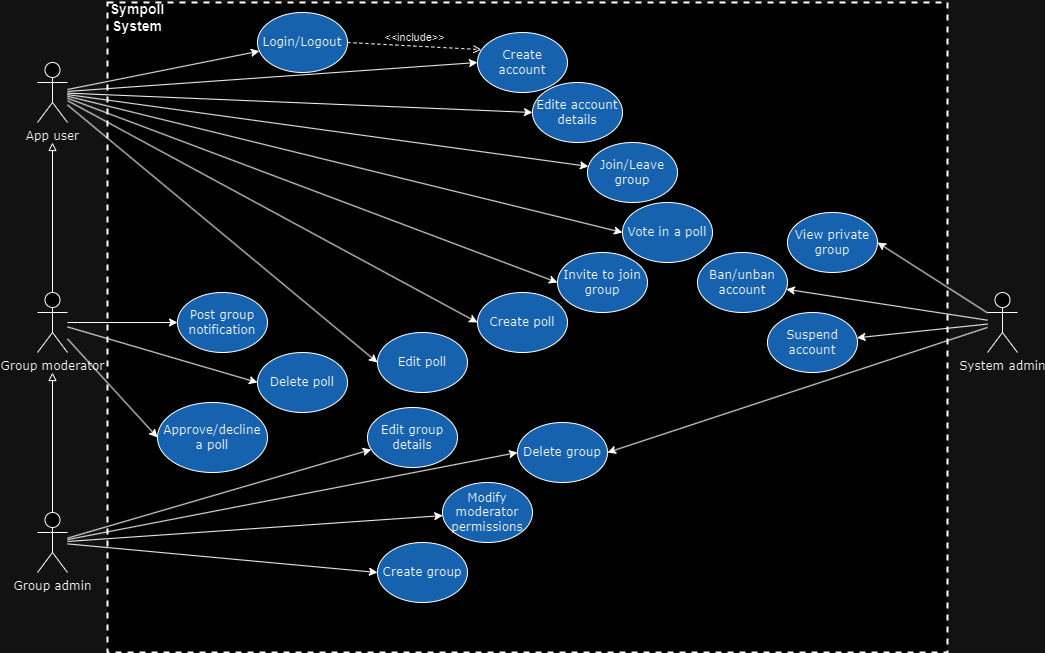 Sympoll
System
Login/Logout
<<include>>
Create
account
App user
Edite account
details
Join/Leave
group
Vote in a poll
View private
group
Invite to join
group
Ban/unban
account
Post group
notification
Create poll
Suspend
account
Group moderator
Edit poll
System admin
Delete poll
Approve/decline
a poll
Edit group
details
Delete group
Modify
moderator
permissions
Create group
Group admin